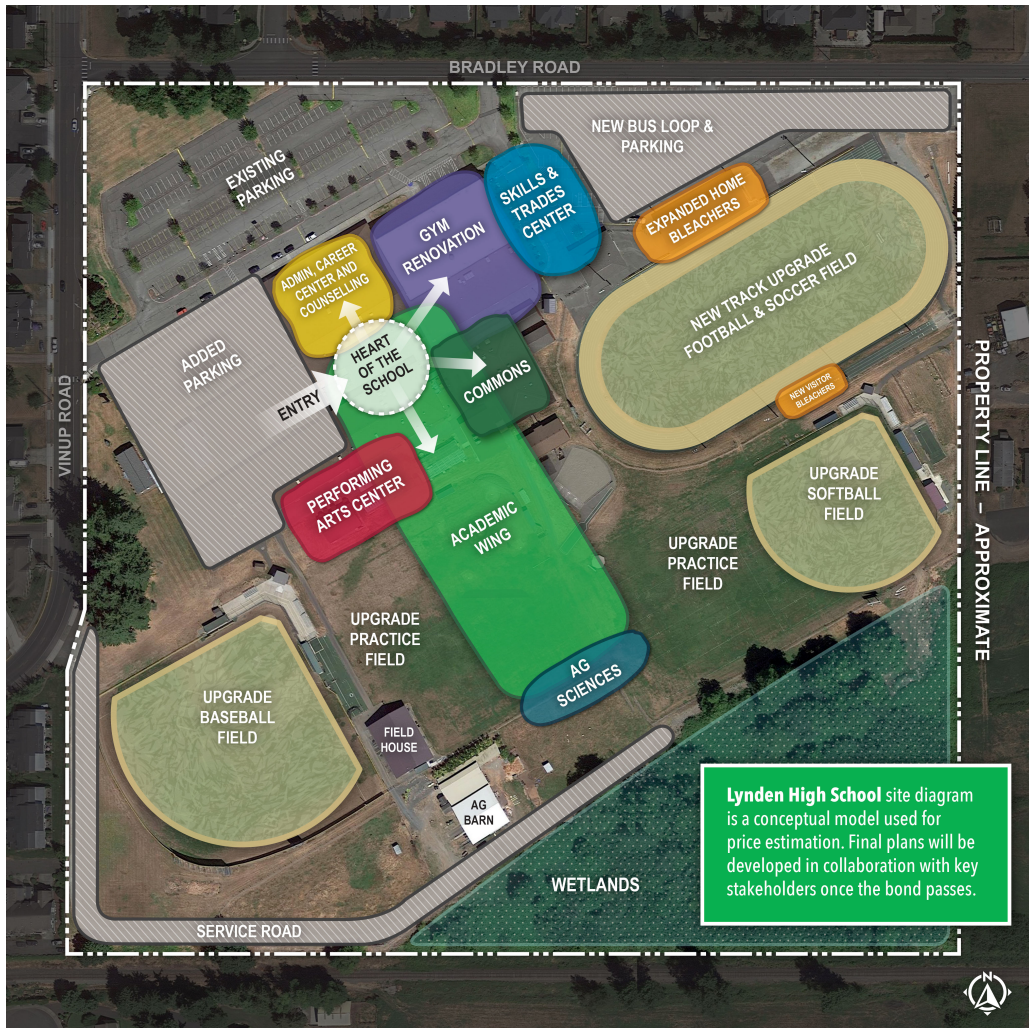 BRADLEY ROAD
NEW BUS LOOP &
PARKING
EXISTING
PARKING
SKILLS &
TRADES
CENTER
GYM
RENOVATION
EXPANDED HOME
BLEACHERS
ADMIN, CAREER
CENTER AND
COUNSELLING
NEW TRACK UPGRADE
FOOTBALL & SOCCER FIELD
ADDED
PARKING
HEART
OF THE
SCHOOL
COMMONS
ENTRY
NEW VISITOR
BLEACHERS
VINUP ROAD
PROPERTY LINE – APPROXIMATE
PERFORMING
ARTS CENTER
ACADEMIC
WING
UPGRADE
SOFTBALL
FIELD
UPGRADE
PRACTICE
FIELD
UPGRADE
PRACTICE
FIELD
AG
SCIENCES
UPGRADE
BASEBALL
FIELD
FIELD
HOUSE
AG
BARN
Lynden High School site diagram
is a conceptual model used for
price estimation. Final plans will be
developed in collaboration with key
stakeholders once the bond passes.
WETLANDS
SERVICE ROAD
N